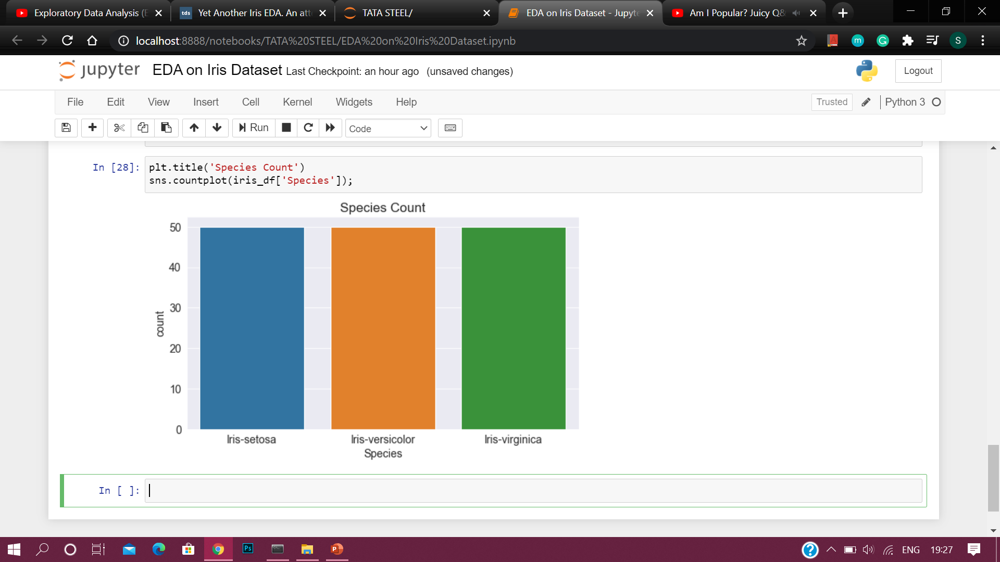 Exploratory Data Analysis (E
tds Yet Another Iris EDA. An att
TATA STEEL/
EDA on Iris Dataset - Jupyte
Am I Popular? Juicy Q&
localhost:8888/notebooks/TATA%20STEEL/EDA%20on%20Iris%20Dataset.ipynb
m
G
S
jupyter EDA on Iris Dataset Last Checkpoint: an hour ago (unsaved changes)
Logout
File Edit View Insert Cell Kernel Widgets Help
Trusted
Python 3
Run
Code
In [28]: plt.title('Species Count')
sns.countplot(iris_df['Species']);
Species Count
50
40
30
20
10
0
count
Iris-setosa Iris-versicolor Iris-virginica
Species
In [ ]:
Ps
P
?
ENG 19:27